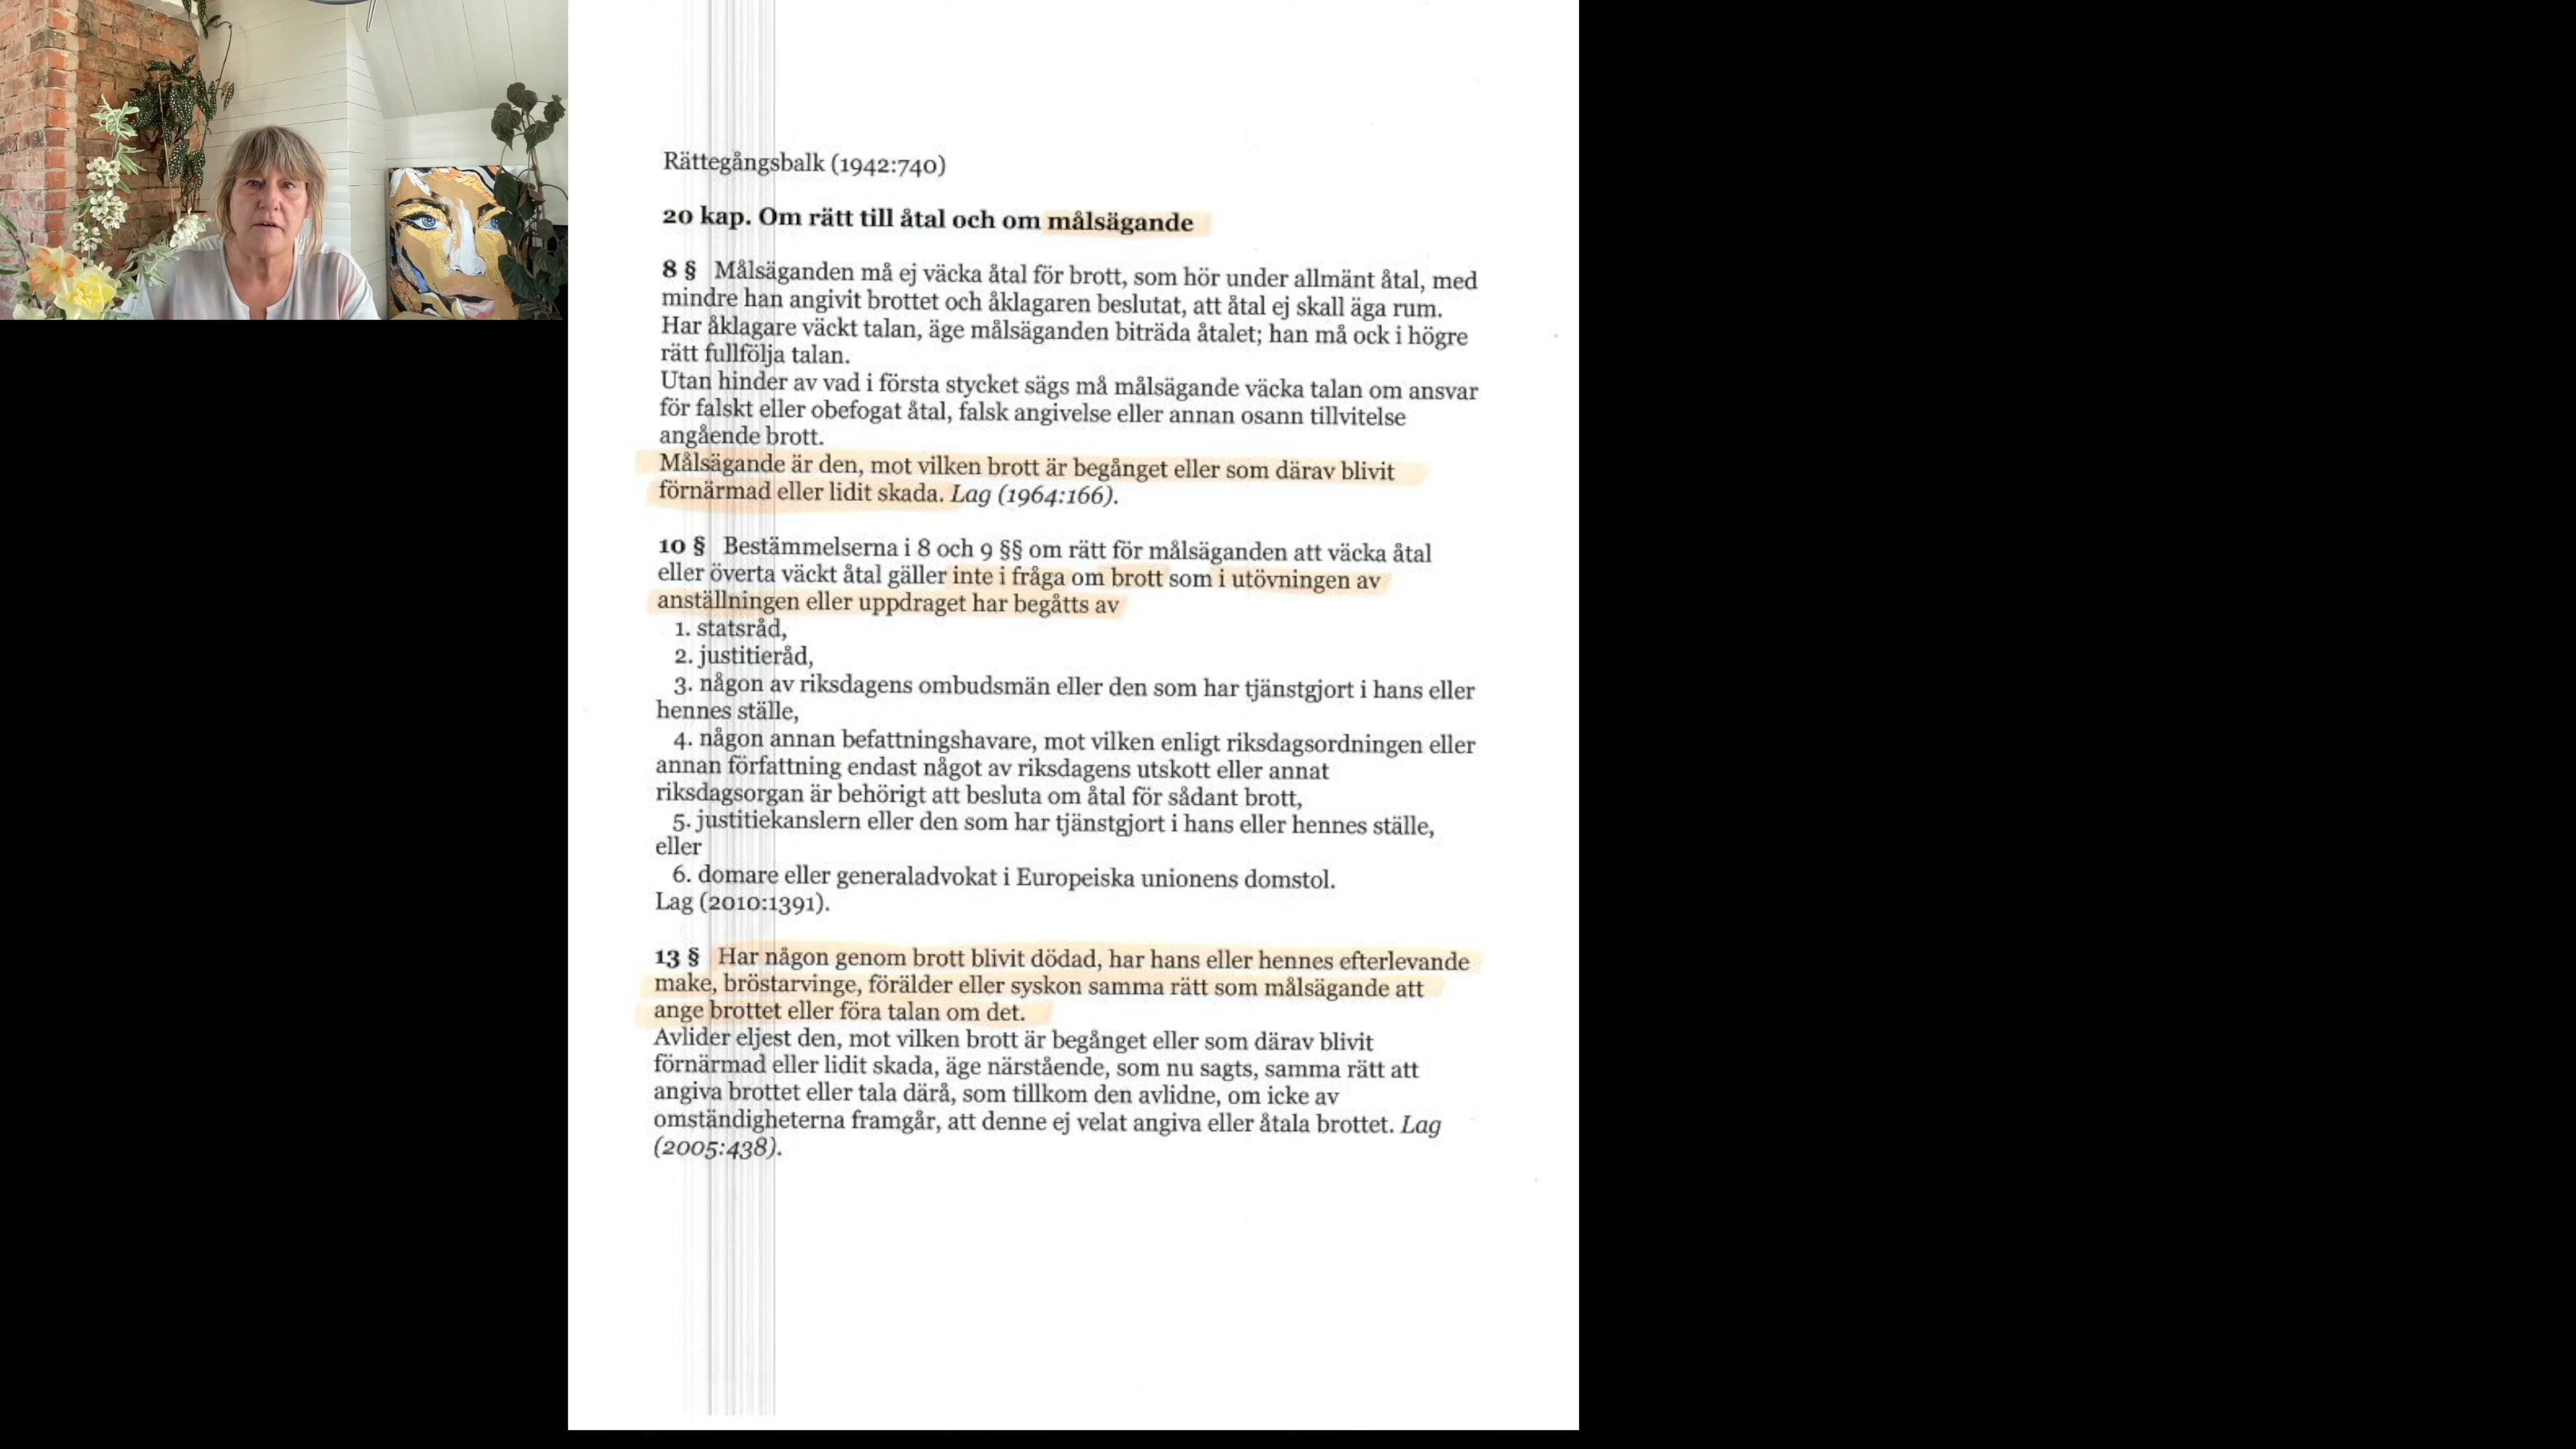 Rättegångsbalk (1942:740)
20 kap. Om rätt till åtal och om målsägande
8 § Målsäganden må ej väcka åtal för brott, som hör under allmänt åtal, med
mindre han angivit brottet och åklagaren beslutat, att åtal ej skall äga rum.
Har åklagare väckt talan, äge målsäganden biträda åtalet; han må ock i högre
rätt fullfölja talan.
Utan hinder av vad i första stycket sägs må målsägande väcka talan om ansvar
för falskt eller obefogat åtal, falsk angivelse eller annan osann tillvitelse
angående brott.
Målsägande är den, mot vilken brott är begånget eller som därav blivit
förnärmad eller lidit skada. Lag (1964:166).
10 § Bestämmelserna i 8 och 9 §§ om rätt för målsäganden att väcka åtal
eller överta väckt åtal gäller inte i fråga om brott som i utövningen av
anställningen eller uppdraget har begåtts av
1. statsråd,
2. justitieråd,
3. någon av riksdagens ombudsmän eller den som har tjänstgjort i hans eller
hennes ställe,
4. någon annan befattningshavare, mot vilken enligt riksdagsordningen eller
annan författning endast något av riksdagens utskott eller annat
riksdagsorgan är behörigt att besluta om åtal för sådant brott,
5. justitiekanslern eller den som har tjänstgjort i hans eller hennes ställe,
eller
6. domare eller generaladvokat i Europeiska unionens domstol.
Lag (2010:1391).
13 § Har någon genom brott blivit dödad, har hans eller hennes efterlevande
make, bröstarvinge, förälder eller syskon samma rätt som målsägande att
ange brottet eller föra talan om det.
Avlider eljest den, mot vilken brott är begånget eller som därav blivit
förnärmad eller lidit skada, äge närstående, som nu sagts, samma rätt att
angiva brottet eller tala därå, som tillkom den avlidne, om icke av
omständigheterna framgår, att denne ej velat angiva eller åtala brottet. Lag
(2005:438).